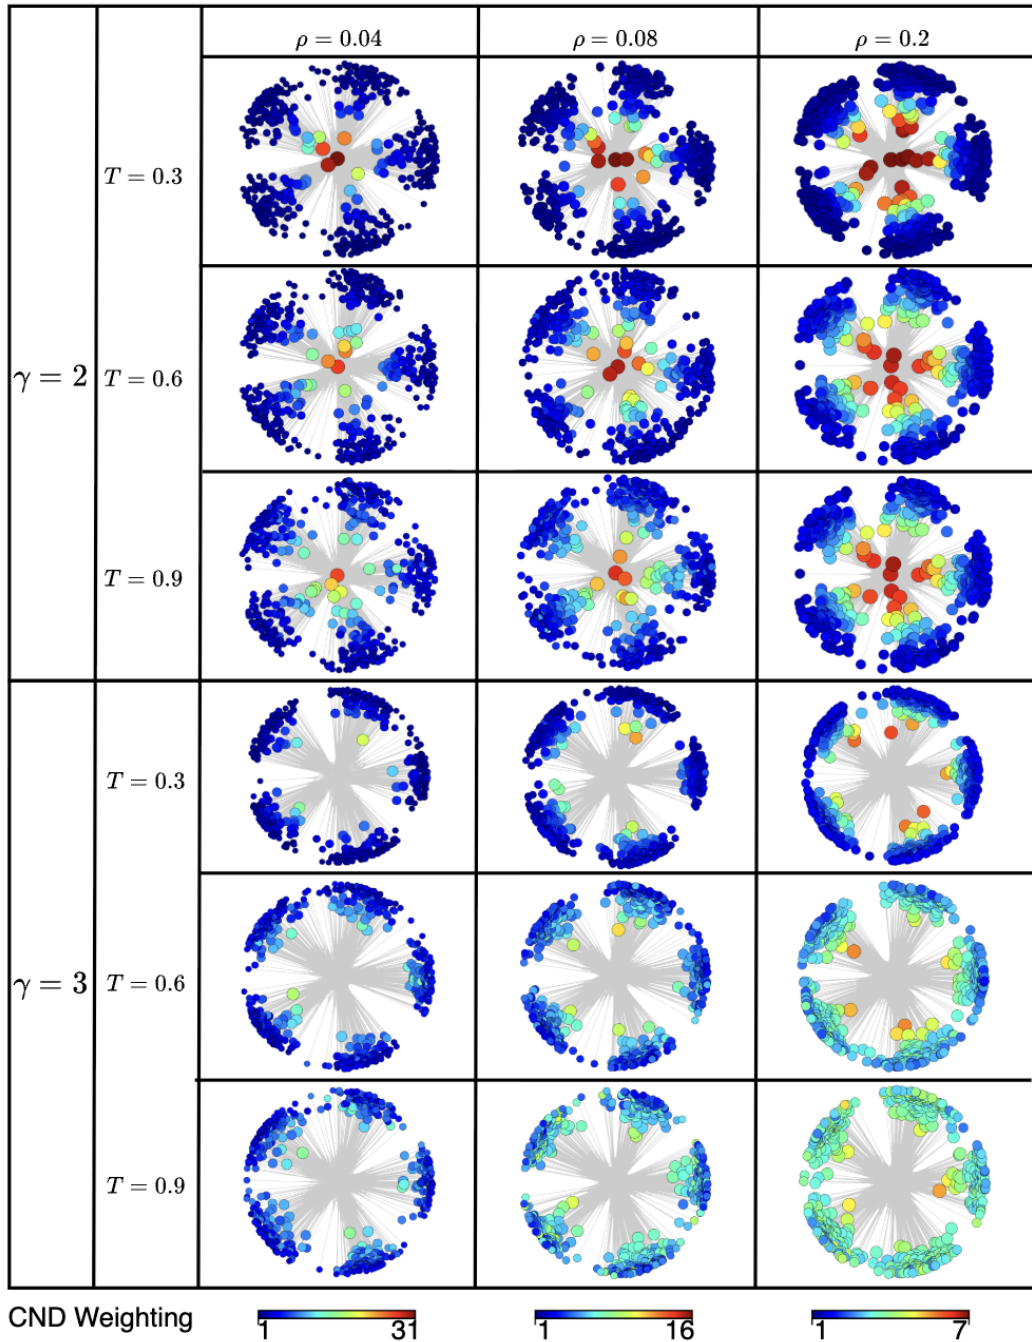 ρ = 0.04 ρ = 0.08 ρ = 0.2
γ = 2
T = 0.3
T = 0.6
T = 0.9
γ = 3
T = 0.3
T = 0.6
T = 0.9
CND Weighting 1 31 1 16 1 7